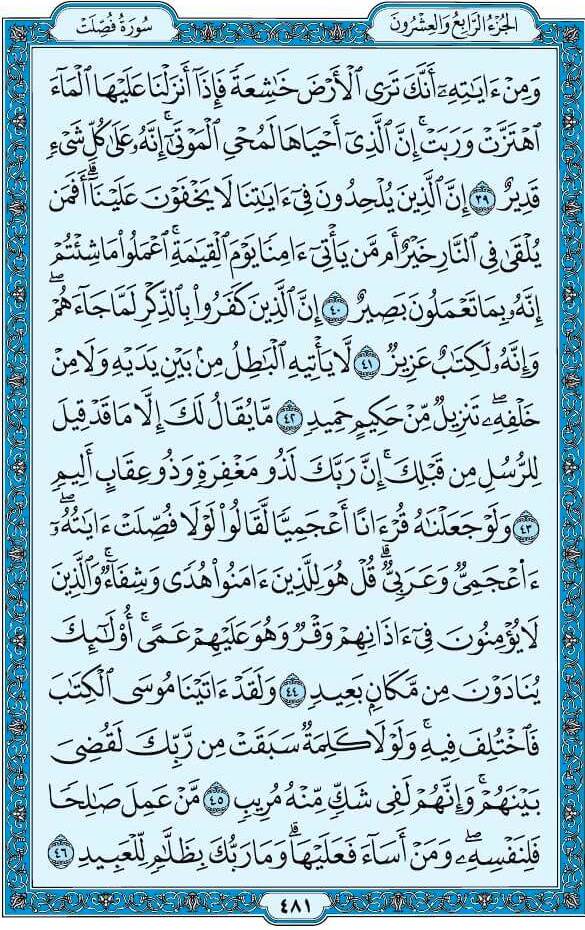 الجزء الرابع والعشرون
سورة فصلت
وَمِنْ ءَايَٰتِهِۦٓ أَنَّكَ تَرَى ٱلْأَرْضَ خَٰشِعَةً فَإِذَآ أَنزَلْنَا عَلَيْهَا ٱلْمَآءَ
ٱهْتَزَّتْ وَرَبَتْ ۚ إِنَّ ٱلَّذِىٓ أَحْيَاهَا لَمُحْىِ ٱلْمَوْتَىٰٓ ۚ إِنَّهُۥ عَلَىٰ كُلِّ شَىْءٍ
قَدِيرٌ ٣٩ إِنَّ ٱلَّذِينَ يُلْحِدُونَ فِىٓ ءَايَٰتِنَا لَا يَخْفَوْنَ عَلَيْنَآ ۗ أَفَمَن
يُلْقَىٰ فِى ٱلنَّارِ خَيْرٌ أَم مَّن يَأْتِىٓ ءَامِنًا يَوْمَ ٱلْقِيَٰمَةِ ۚ ٱعْمَلُوا۟ مَا شِئْتُمْ ۖ
إِنَّهُۥ بِمَا تَعْمَلُونَ بَصِيرٌ ٤٠ إِنَّ ٱلَّذِينَ كَفَرُوا۟ بِٱلذِّكْرِ لَمَّا جَآءَهُمْ ۖ
وَإِنَّهُۥ لَكِتَٰبٌ عَزِيزٌ ٤١ لَّا يَأْتِيهِ ٱلْبَٰطِلُ مِنۢ بَيْنِ يَدَيْهِ وَلَا مِنْ
خَلْفِهِۦ ۖ تَنزِيلٌ مِّنْ حَكِيمٍ حَمِيدٍ ٤٢ مَّا يُقَالُ لَكَ إِلَّا مَا قَدْ قِيلَ
لِلرُّسُلِ مِن قَبْلِكَ ۚ إِنَّ رَبَّكَ لَذُو مَغْفِرَةٍ وَذُو عِقَابٍ أَلِيمٍ
٤٣ وَلَوْ جَعَلْنَٰهُ قُرْءَانًا أَعْجَمِيًّا لَّقَالُوا۟ لَوْلَا فُصِّلَتْ ءَايَٰتُهُۥٓ ۖ
ءَا۬عْجَمِىٌّ وَعَرَبِىٌّ ۗ قُلْ هُوَ لِلَّذِينَ ءَامَنُوا۟ هُدًى وَشِفَآءٌ ۖ وَٱلَّذِينَ
لَا يُؤْمِنُونَ فِىٓ ءَاذَانِهِمْ وَقْرٌ وَهُوَ عَلَيْهِمْ عَمًى ۚ أُو۟لَٰٓئِكَ
يُنَادَوْنَ مِن مَّكَانٍۭ بَعِيدٍ ٤٤ وَلَقَدْ ءَاتَيْنَا مُوسَى ٱلْكِتَٰبَ
فَٱخْتُلِفَ فِيهِ ۗ وَلَوْلَا كَلِمَةٌ سَبَقَتْ مِن رَّبِّكَ لَقُضِىَ
بَيْنَهُمْ ۚ وَإِنَّهُمْ لَفِى شَكٍّ مِّنْهُ مُرِيبٍ ٤٥ مَّنْ عَمِلَ صَٰلِحًا
فَلِنَفْسِهِۦ ۖ وَمَنْ أَسَآءَ فَعَلَيْهَا ۗ وَمَا رَبُّكَ بِظَلَّٰمٍ لِّلْعَبِيدِ ٤٦
٤٨١